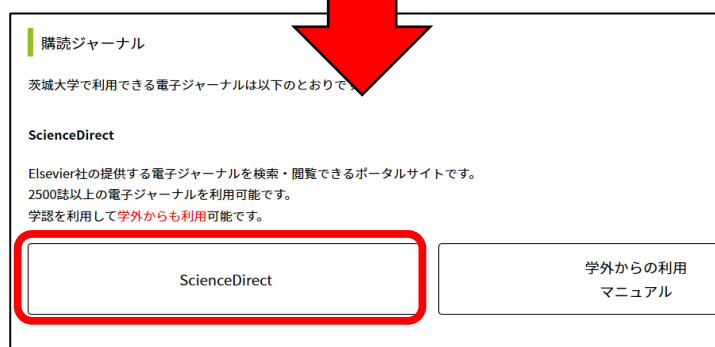 購読ジャーナル
茨城大学で利用できる電子ジャーナルは以下のとおりです
ScienceDirect
Elsevier社の提供する電子ジャーナルを検索・閲覧できるポータルサイトです。
2500誌以上の電子ジャーナルを利用可能です。
学認を利用して学外からも利用可能です。
ScienceDirect
学外からの利用
マニュアル